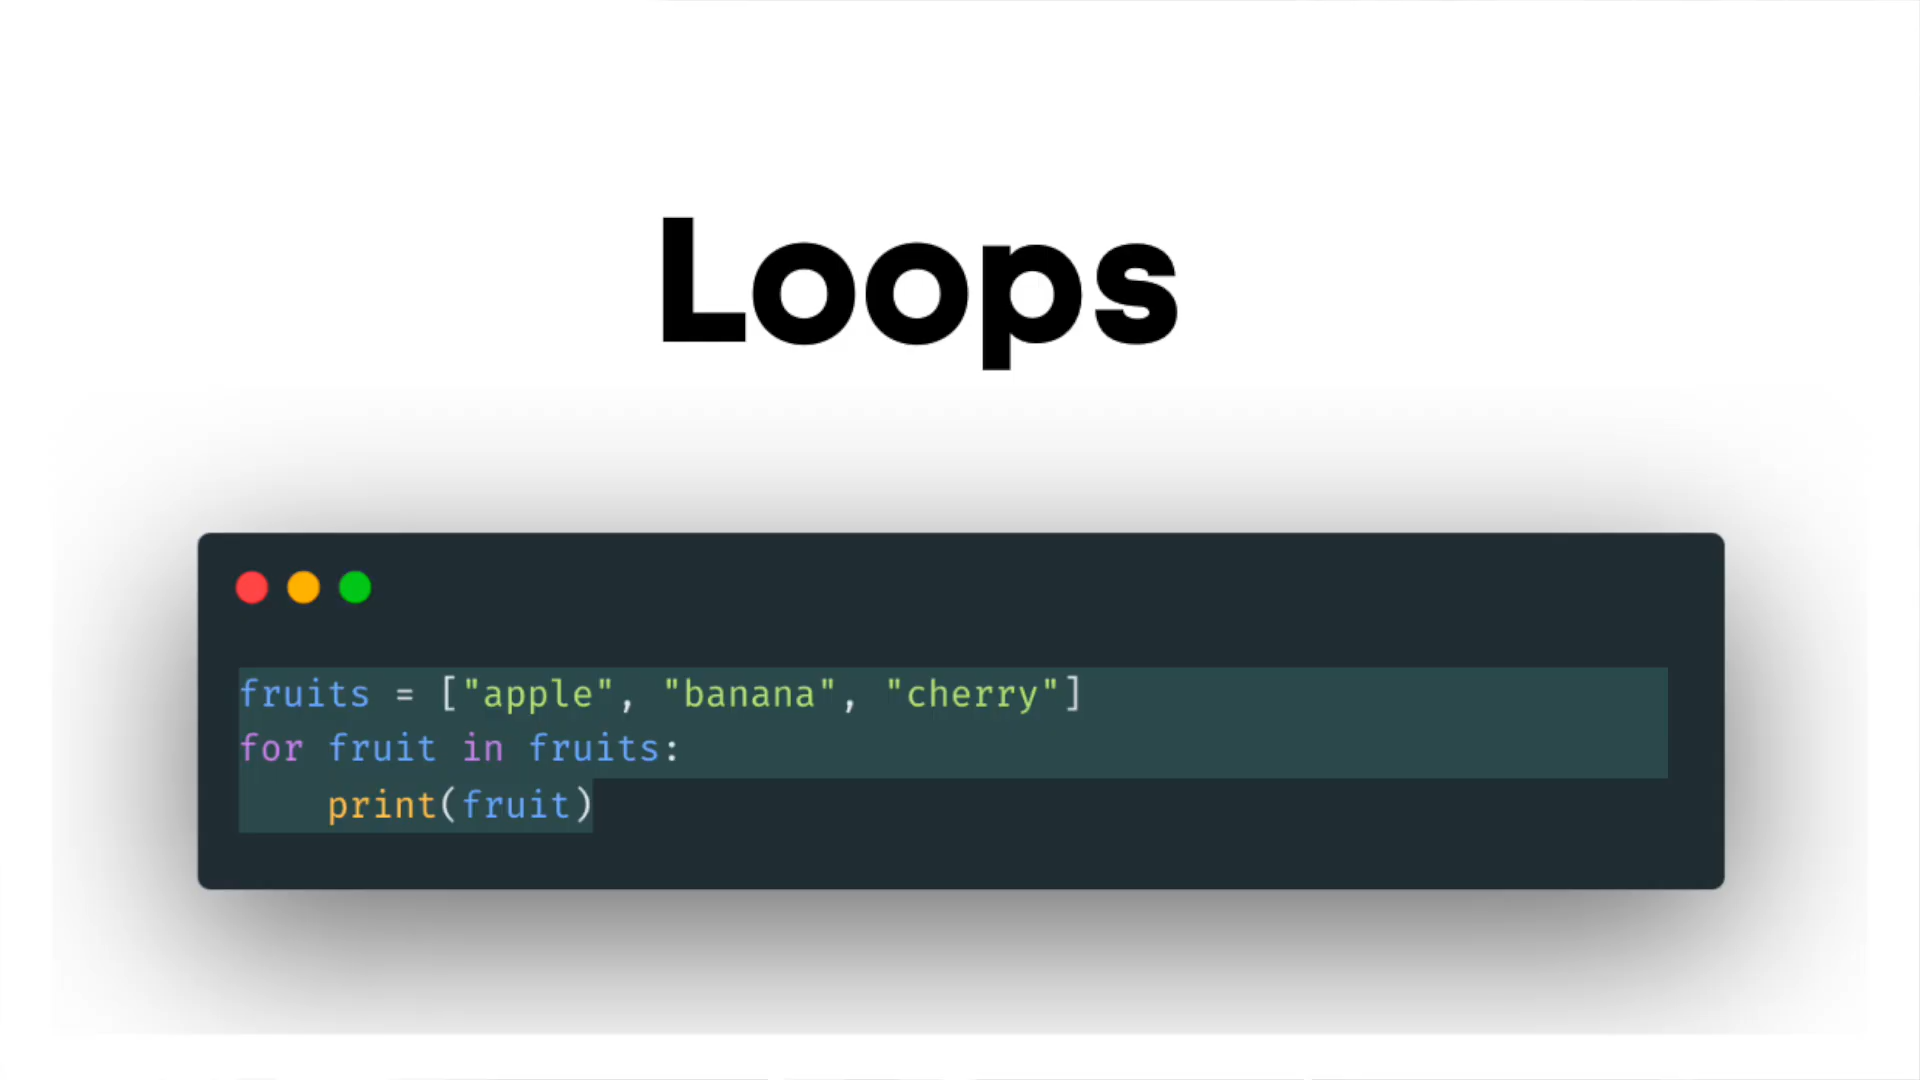 Loops
fruits = ["apple", "banana", "cherry"]
for fruit in fruits:
    print(fruit)